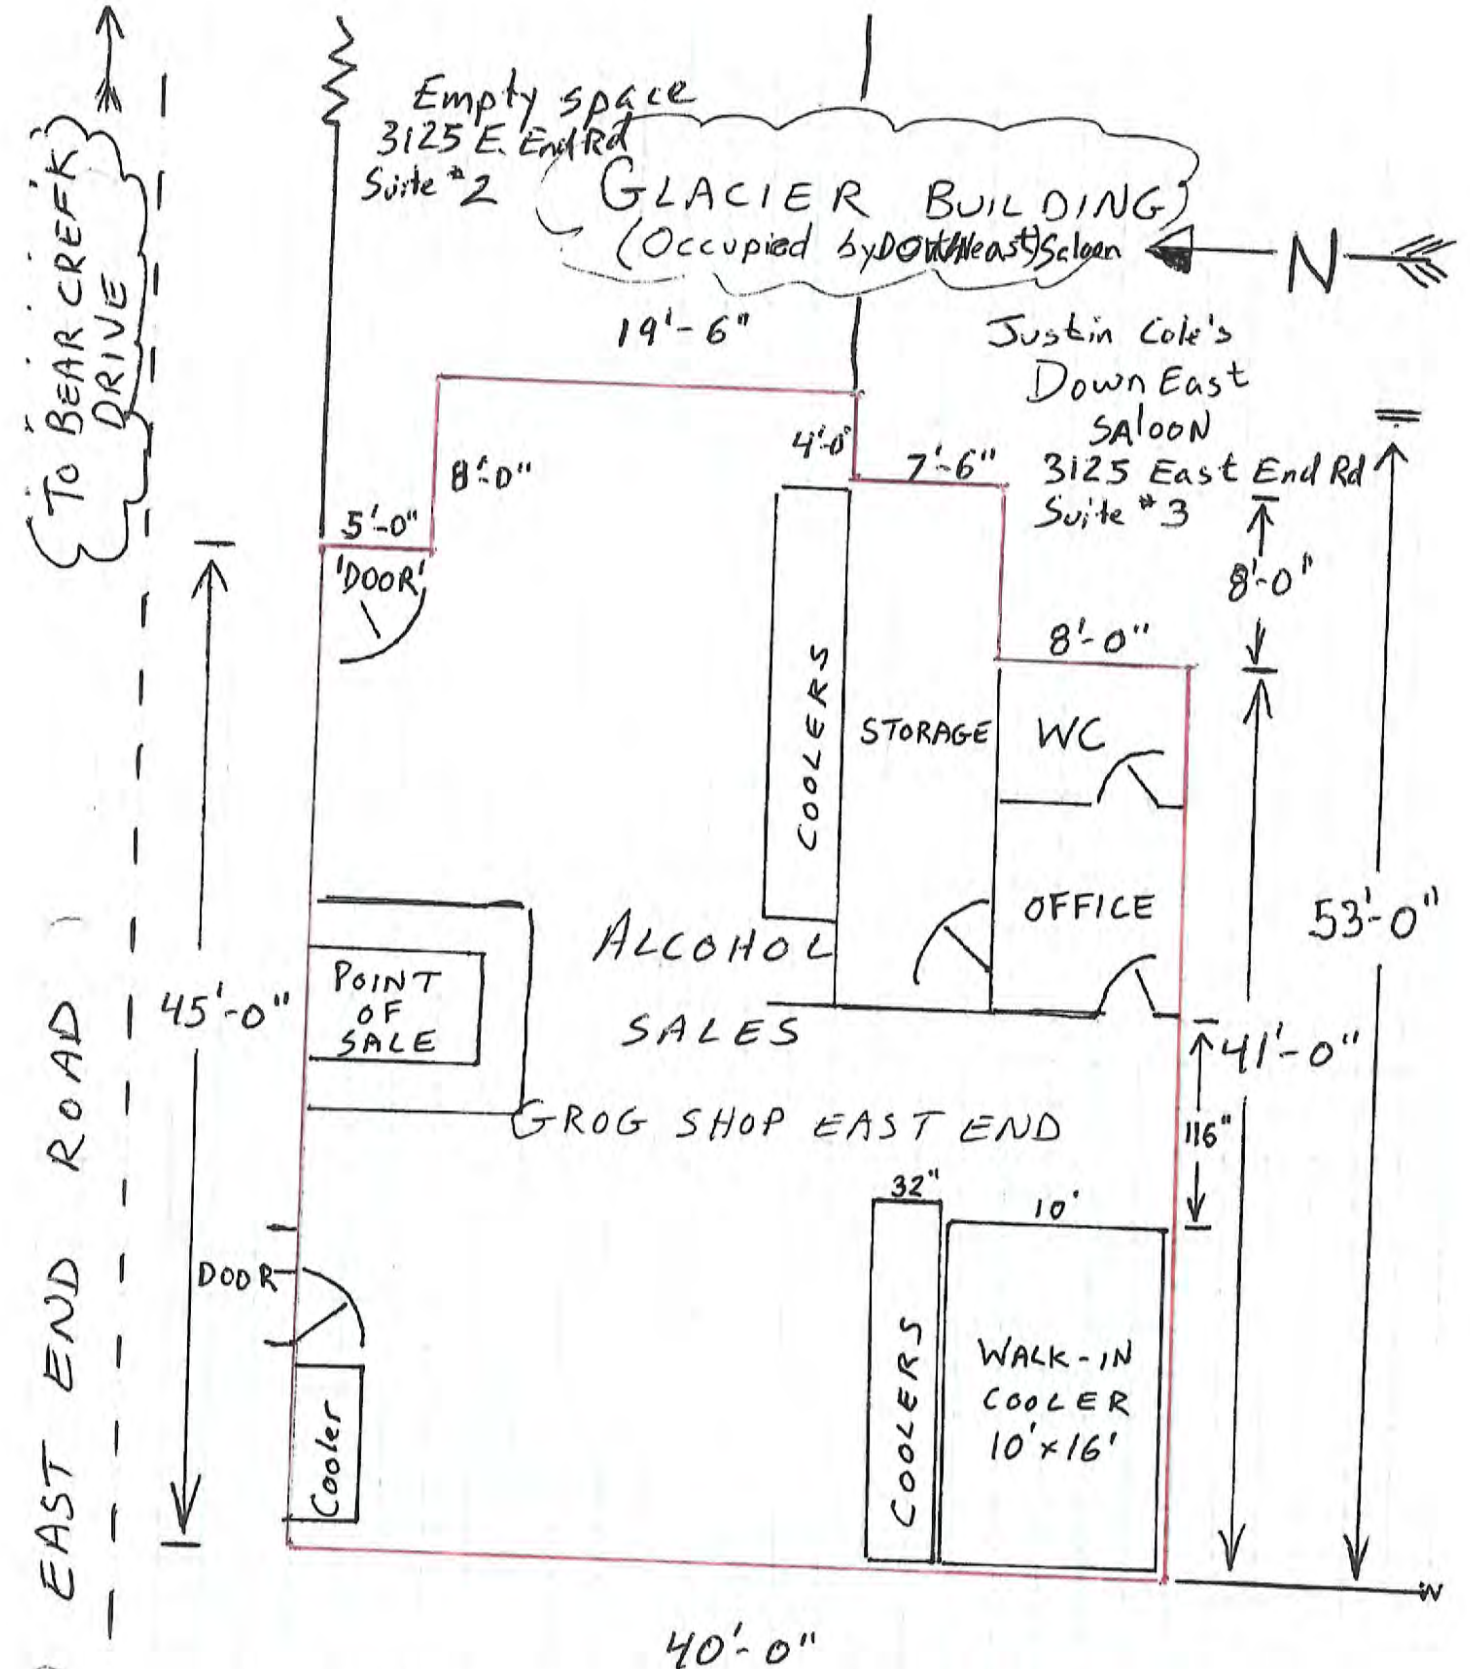 TO BEAR CREEK
DRIVE
EAST END ROAD
Empty space
3125 E. End Rd
Suite #2
GLACIER BUILDING
(Occupied by Saloon
N
19'-6"
Justin Cole's
Down East
SALOON
3125 East End Rd
Suite #3
4'-0"
7'-6"
8'-0"
5'-0"
'DOOR'
8'-0"
8'-0"
COOLERS
STORAGE
WC
OFFICE
53'-0"
45'-0"
POINT
OF
SALE
ALCOHOL
SALES
41'-0"
GROG SHOP EAST END
116"
32"
10'
DOOR
Cooler
COOLERS
WALK-IN
COOLER
10'x16'
40'-0"